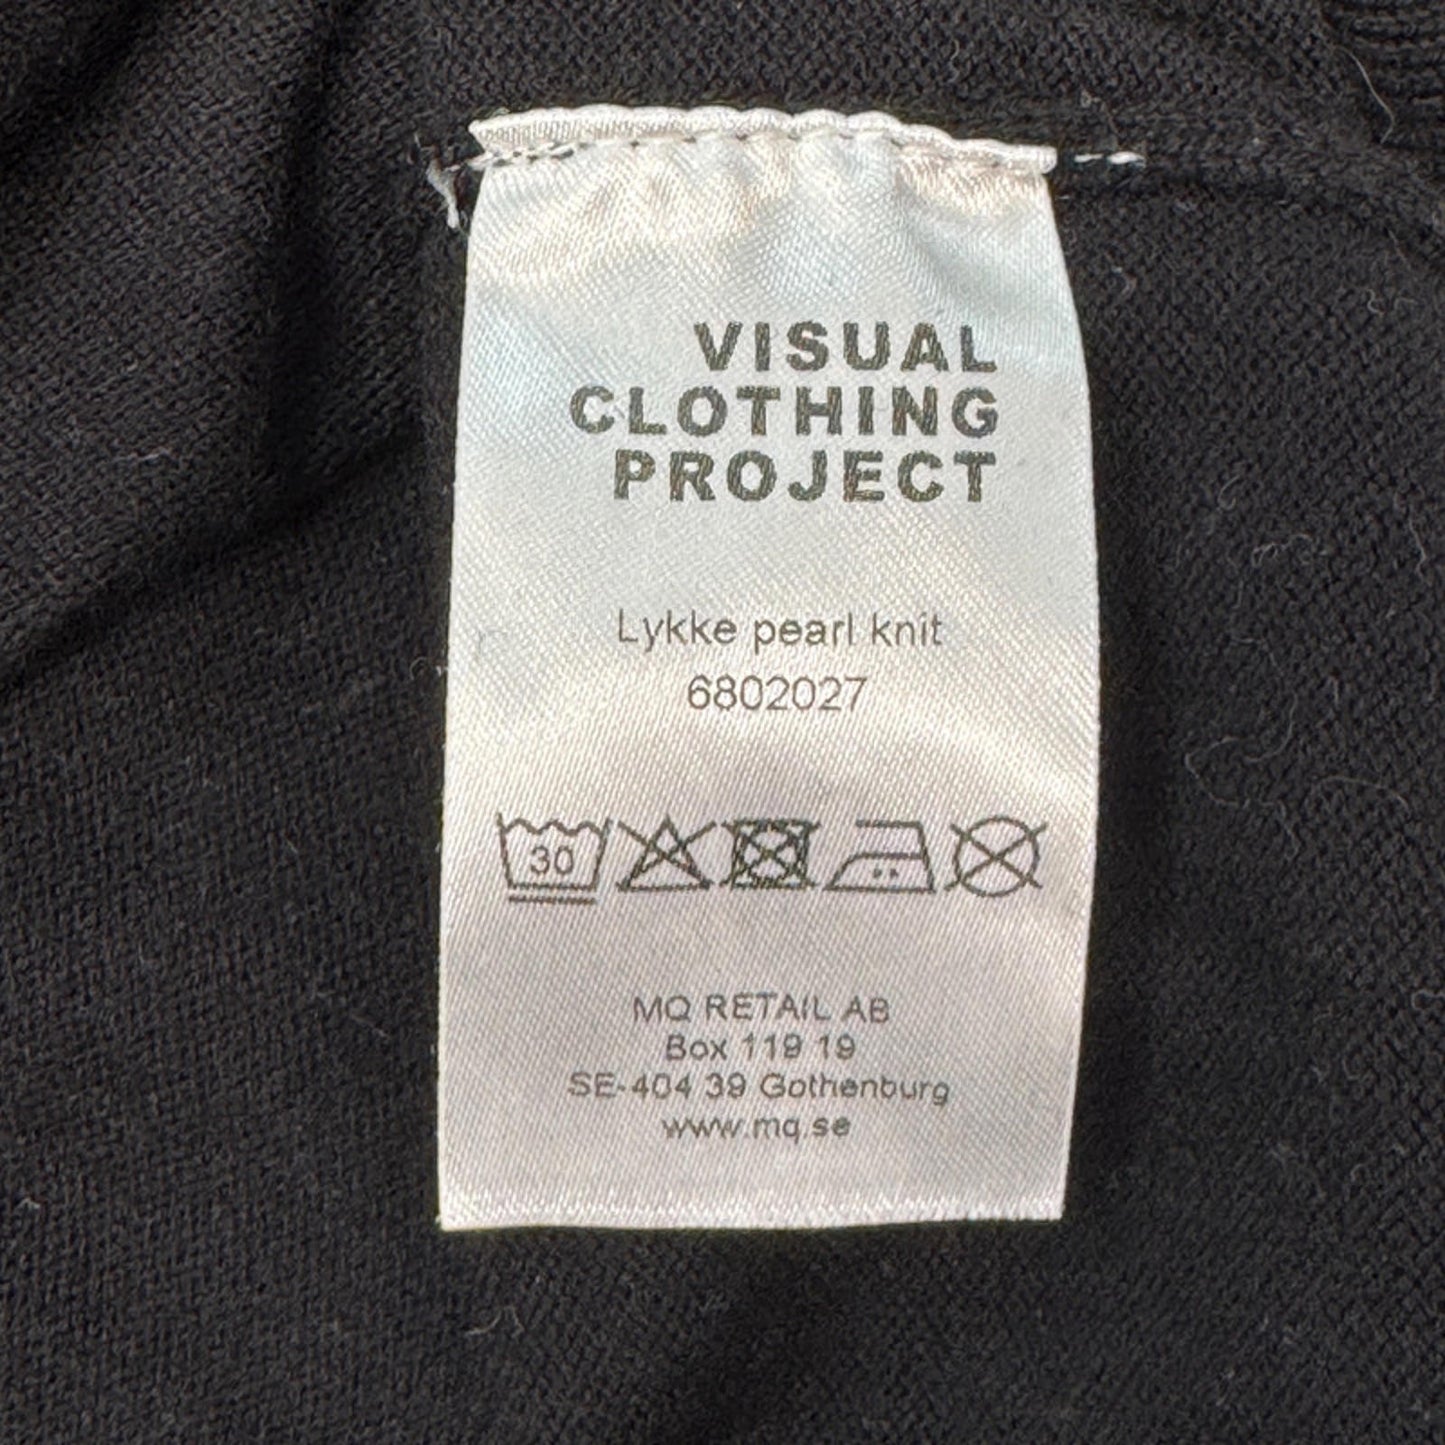 VISUAL
CLOTHING
PROJECT
Lykke pearl knit
6802027
30
MQ RETAIL AB
Box 119 19
SE-404 39 Gothenburg
www.mq.se